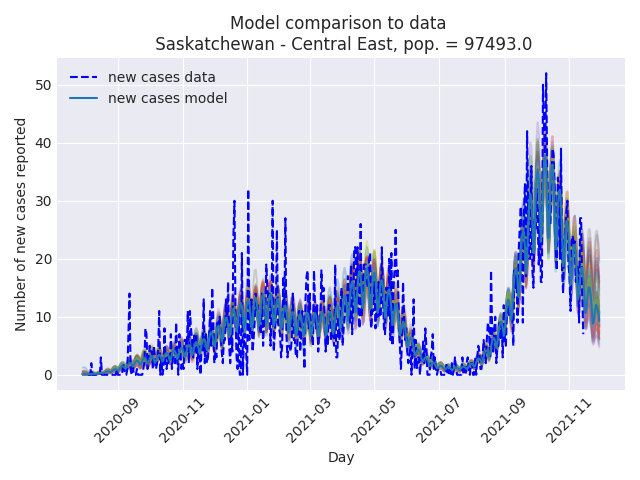 Model comparison to data
Saskatchewan - Central East, pop. = 97493.0
new cases data
new cases model
Number of new cases reported
50
40
30
20
10
0
2020-09
2020-11
2021-01
2021-03
2021-05
2021-07
2021-09
2021-11
Day